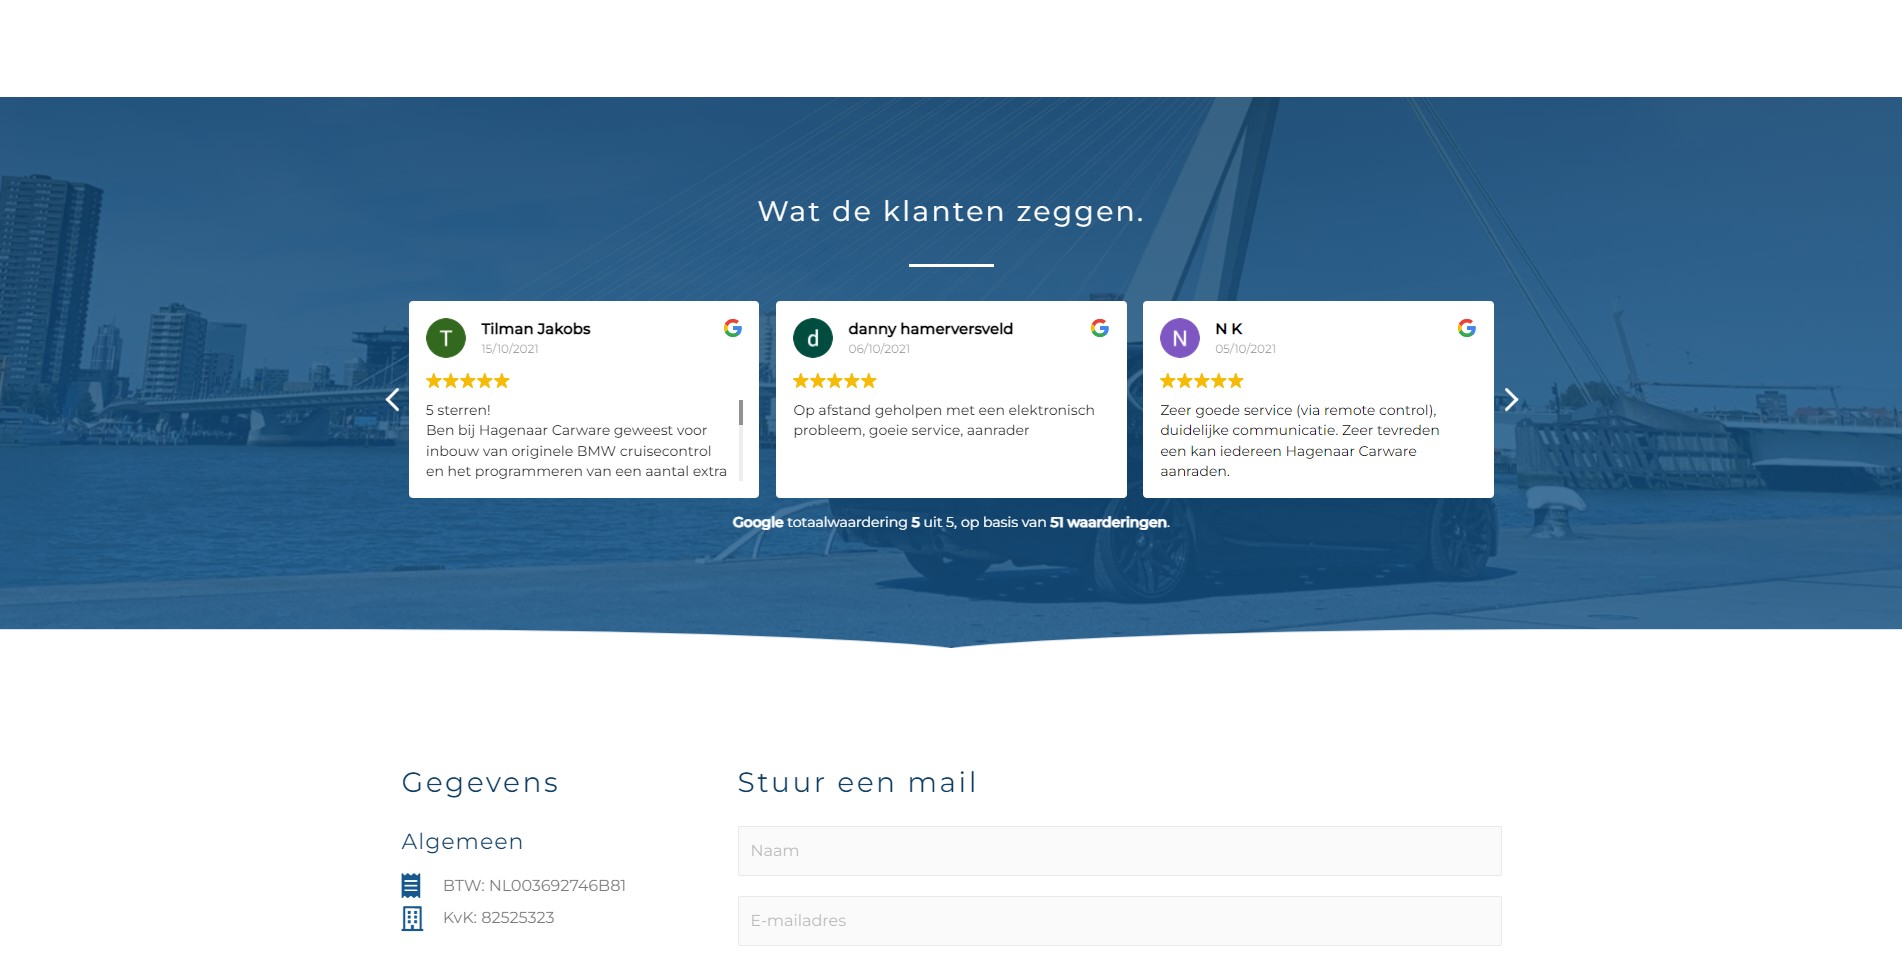 Wat de klanten zeggen.
T
Tilman Jakobs
15/10/2021
5 sterren!
Ben bij Hagenaar Carware geweest voor
inbouw van originele BMW cruisecontrol
en het programmeren van een aantal extra
d
danny hamerversveld
06/10/2021
Op afstand geholpen met een elektronisch
probleem, goeie service, aanrader
N
N K
05/10/2021
Zeer goede service (via remote control),
duidelijke communicatie. Zeer tevreden
een kan iedereen Hagenaar Carware
aanraden.
Google totaalwaardering 5 uit 5, op basis van 51 waarderingen.
Gegevens
Algemeen
BTW: NL003692746B81
KvK: 82525323
Stuur een mail
Naam
E-mailadres